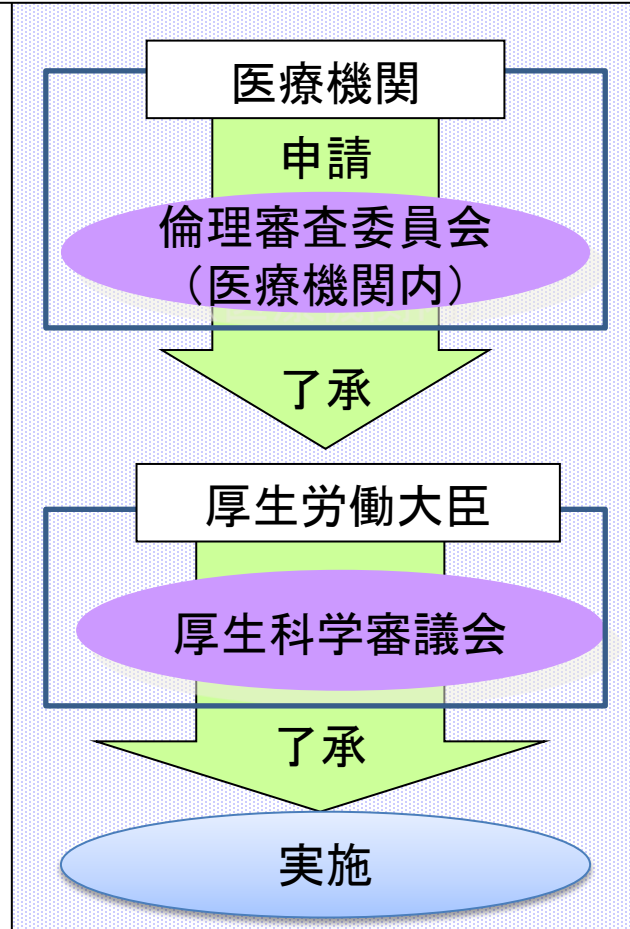 医療機関
申請
倫理審査委員会
（医療機関内）
了承
厚生労働大臣
厚生科学審議会
了承
実施